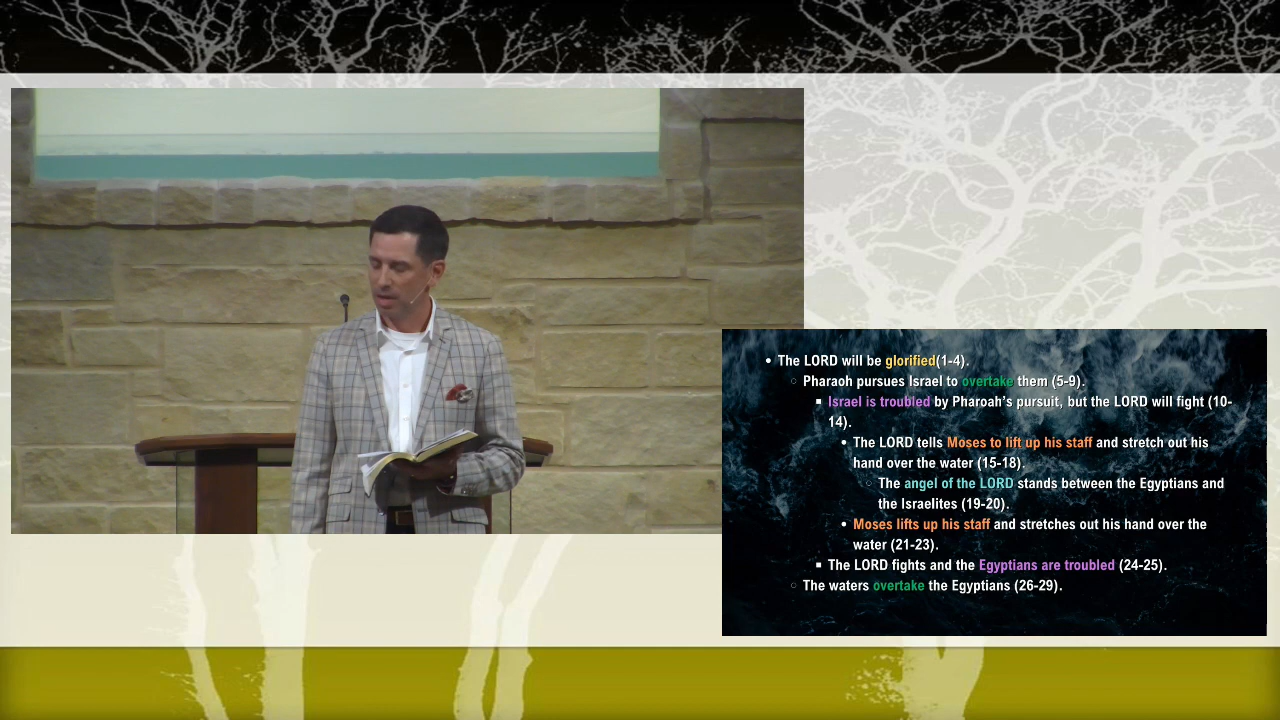 • The LORD will be glorified(1-4).
○ Pharaoh pursues Israel to overtake them (5-9).
▪ Israel is troubled by Pharoah's pursuit, but the LORD will fight (10-
14).
• The LORD tells Moses to lift up his staff and stretch out his
hand over the water (15-18).
○ The angel of the LORD stands between the Egyptians and
the Israelites (19-20).
• Moses lifts up his staff and stretches out his hand over the
water (21-23).
▪ The LORD fights and the Egyptians are troubled (24-25).
○ The waters overtake the Egyptians (26-29).